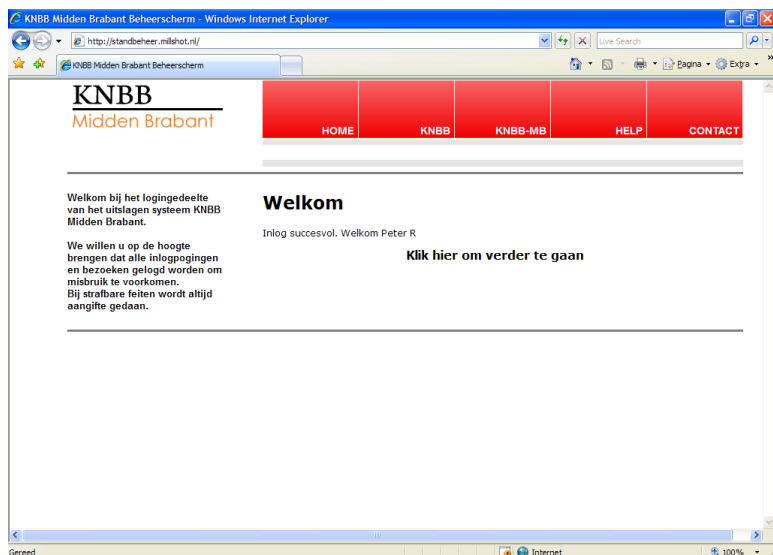 KNBB Midden Brabant Beheerscherm - Windows Internet Explorer
http://standbeheer.millshot.nl/
Live Search
KNBB Midden Brabant Beheerscherm
Pagina
Extra
»
KNBB
Midden Brabant
HOME
KNBB
KNBB-MB
HELP
CONTACT
Welkom bij het logingedeelte
van het uitslagen systeem KNBB
Midden Brabant.
We willen u op de hoogte
brengen dat alle inlogpogingen
en bezoeken gelogd worden om
misbruik te voorkomen.
Bij strafbare feiten wordt altijd
aangifte gedaan.
Welkom
Inlog succesvol. Welkom Peter R
Klik hier om verder te gaan
Gereed
Internet
100%